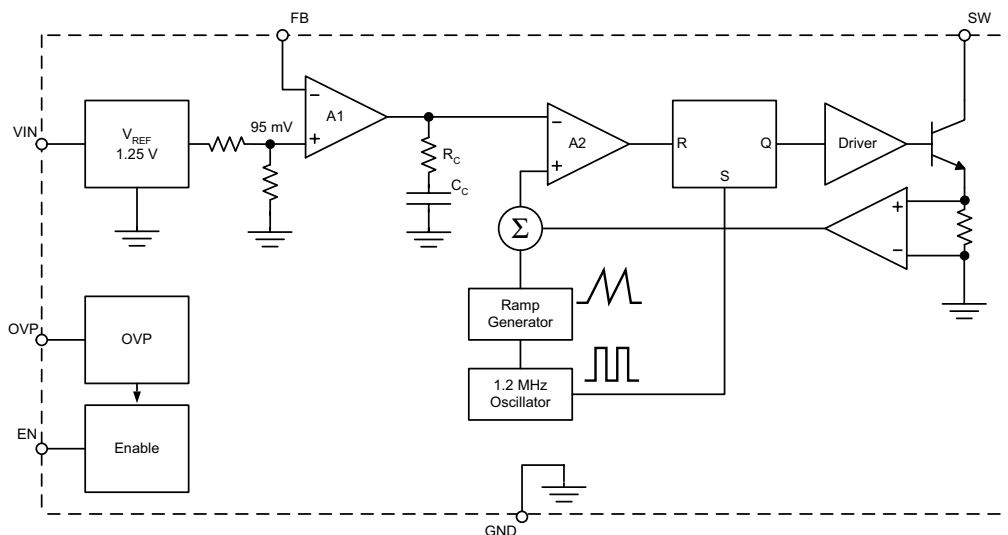 FB
SW
VIN
V_REF
1.25 V
95 mV
−
+
A1
R_C
C_C
−
+
A2
R
Q
S
Driver
+
−
Σ
Ramp
Generator
1.2 MHz
Oscillator
OVP
OVP
EN
Enable
GND